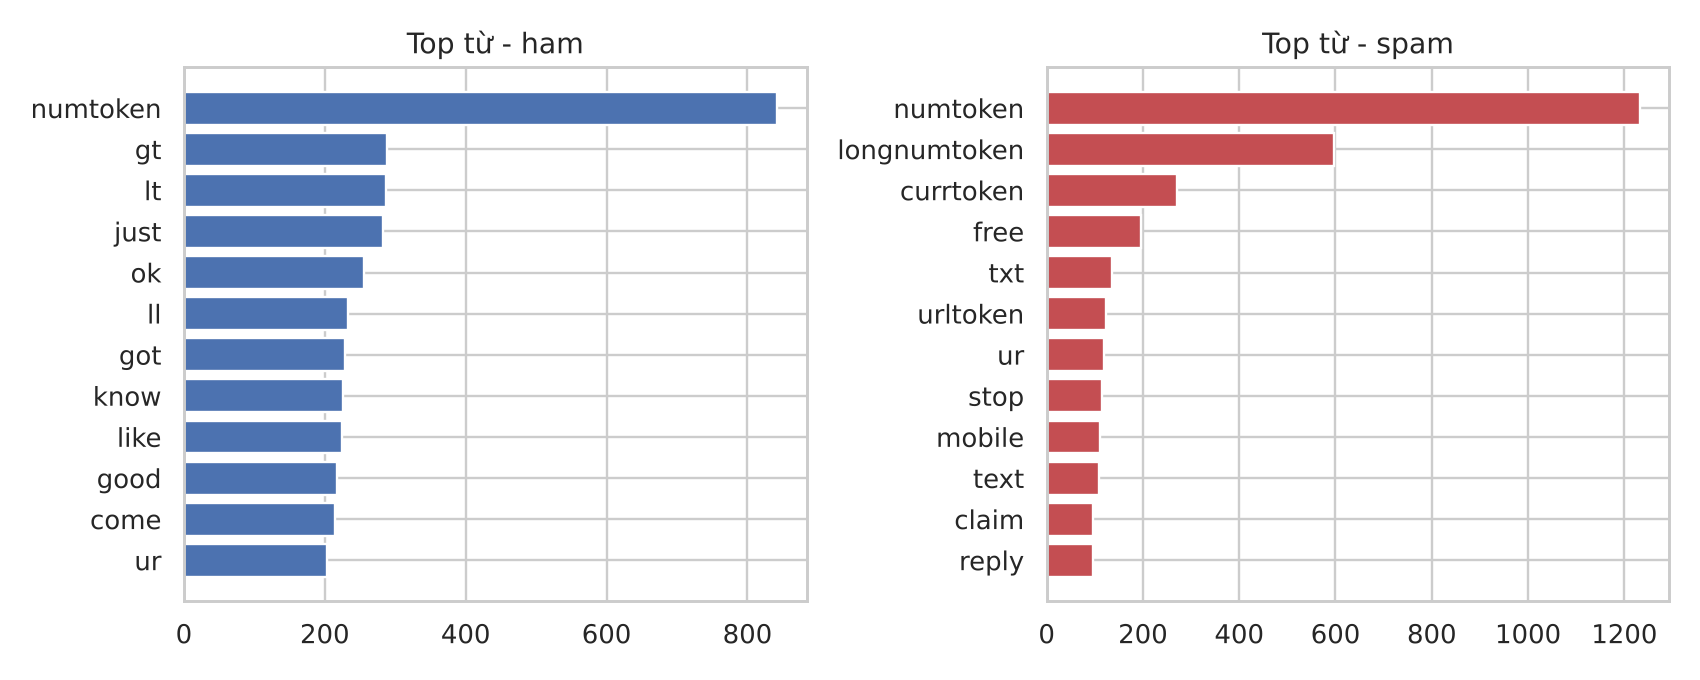 Top từ - ham
numtoken
gt
lt
just
ok
ll
got
know
like
good
come
ur
0 200 400 600 800
Top từ - spam
numtoken
longnumtoken
currtoken
free
txt
urltoken
ur
stop
mobile
text
claim
reply
0 200 400 600 800 1000 1200